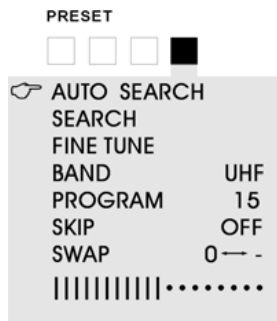 PRESET
AUTO SEARCH
SEARCH
FINE TUNE
BAND UHF
PROGRAM 15
SKIP OFF
SWAP 0↔ -